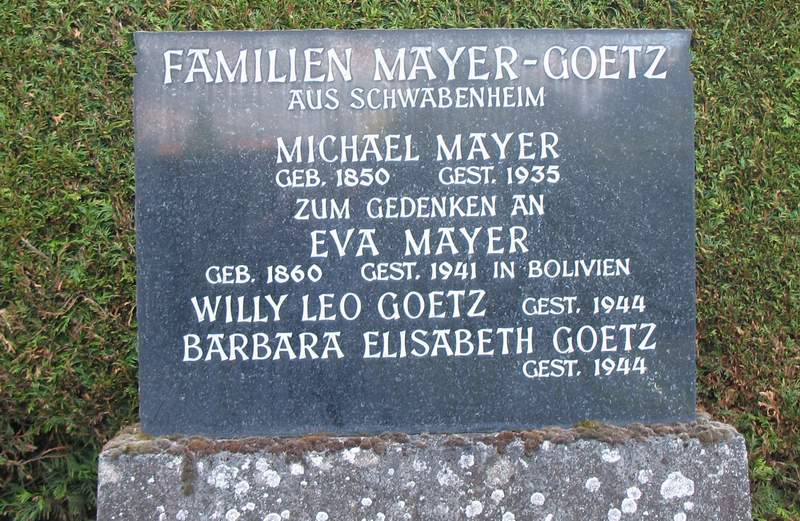 FAMILIEN MAYER-GOETZ
AUS SCHWABENHEIM
MICHAEL MAYER
GEB. 1850 GEST. 1935
ZUM GEDENKEN AN
EVA MAYER
GEB. 1860 GEST. 1941 IN BOLIVIEN
WILLY LEO GOETZ GEST. 1944
BARBARA ELISABETH GOETZ
GEST. 1944